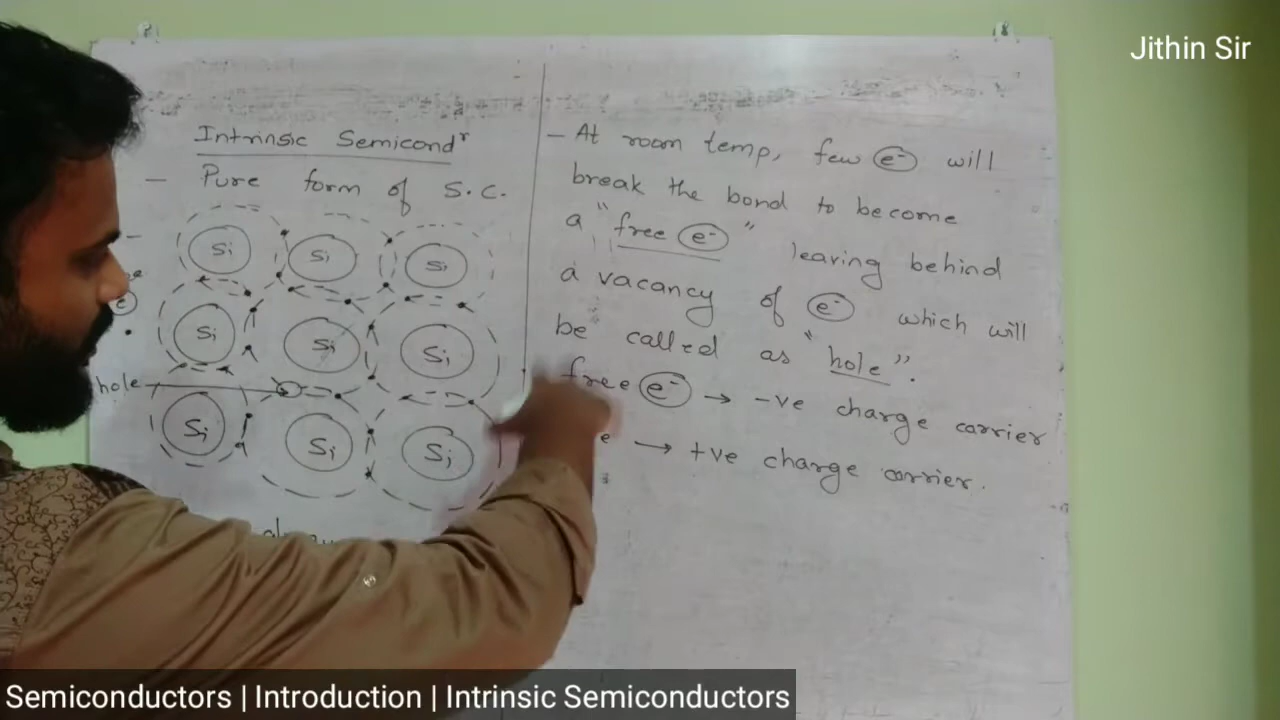 Jithin Sir
Intrinsic Semicondr
- Pure form of S.C.
-
Si Si Si
e
Si Si Si
hole
Si Si Si
- At room temp, few e- will
break the bond to become
a "free e-" leaving behind
a vacancy of e- which will
be called as "hole".
free e- → -ve charge carrier
e → +ve charge carrier.
Semiconductors | Introduction | Intrinsic Semiconductors